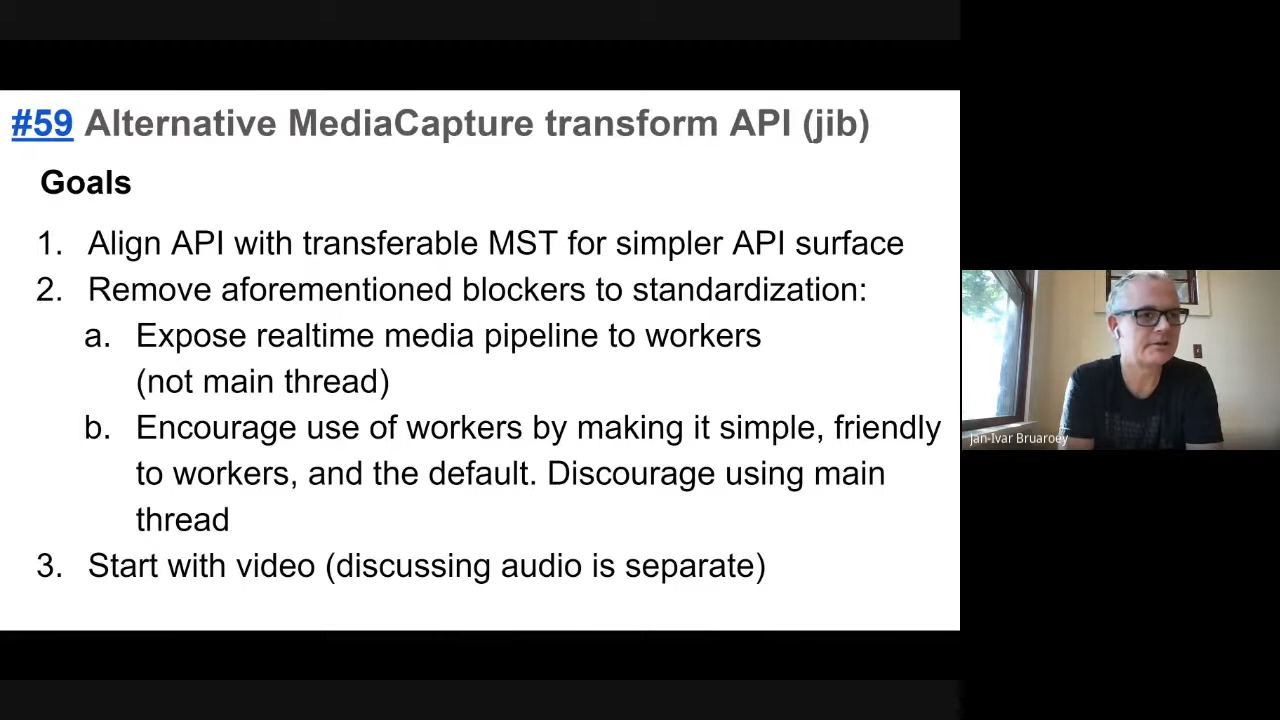 #59 Alternative MediaCapture transform API (jib)
Goals
1. Align API with transferable MST for simpler API surface
2. Remove aforementioned blockers to standardization:
a. Expose realtime media pipeline to workers
(not main thread)
b. Encourage use of workers by making it simple, friendly
to workers, and the default. Discourage using main
thread
3. Start with video (discussing audio is separate)
Jan-Ivar Bruaroey